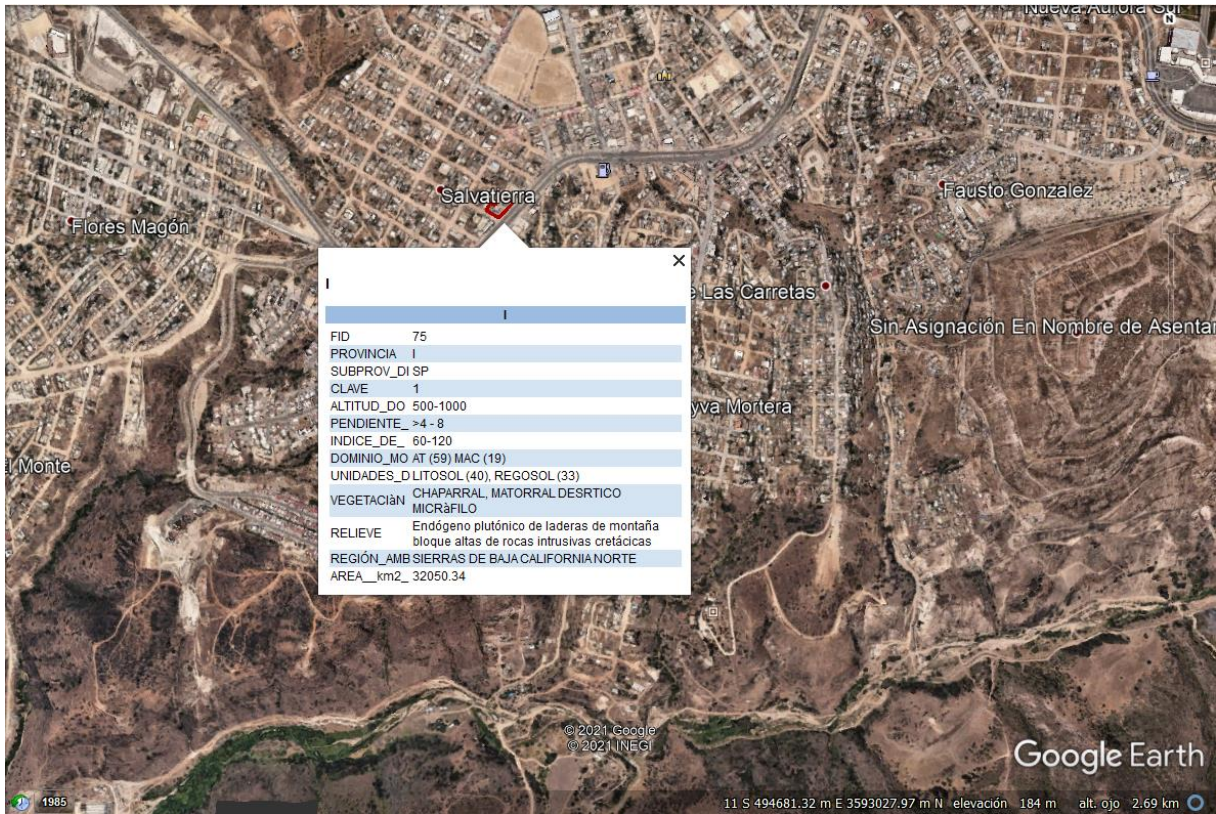 Nueva Aurora Sur
N
Salvatierra
Fausto Gonzalez
Flores Magón
e Las Carretas
Sin Asignación En Nombre de Asentar
yva Mortera
El Monte
I
I
FID 75
PROVINCIA I
SUBPROV_DI SP
CLAVE 1
ALTITUD_DO 500-1000
PENDIENTE_ >4 - 8
INDICE_DE_ 60-120
DOMINIO_MO AT (59) MAC (19)
UNIDADES_D LITOSOL (40), REGOSOL (33)
VEGETACIàN CHAPARRAL, MATORRAL DESRTICO
MICRàFILO
RELIEVE Endógeno plutónico de laderas de montaña
bloque altas de rocas intrusivas cretácicas
REGIÓN_AMB SIERRAS DE BAJA CALIFORNIA NORTE
AREA__km2_ 32050.34
© 2021 Google
© 2021 INEGI
Google Earth
1985
11 S 494681.32 m E 3593027.97 m N elevación 184 m alt. ojo 2.69 km